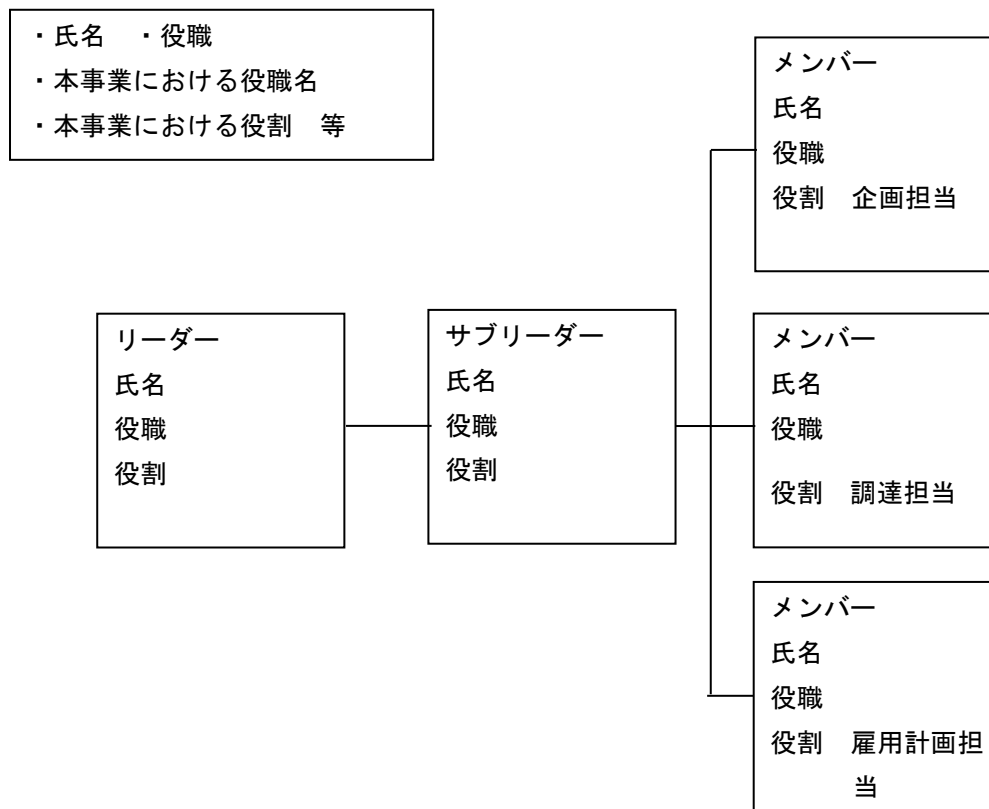 ・氏名　・役職
・本事業における役職名
・本事業における役割　等
メンバー
氏名
役職
役割　企画担当
リーダー
氏名
役職
役割
サブリーダー
氏名
役職
役割
メンバー
氏名
役職
役割　調達担当
メンバー
氏名
役職
役割　雇用計画担
当